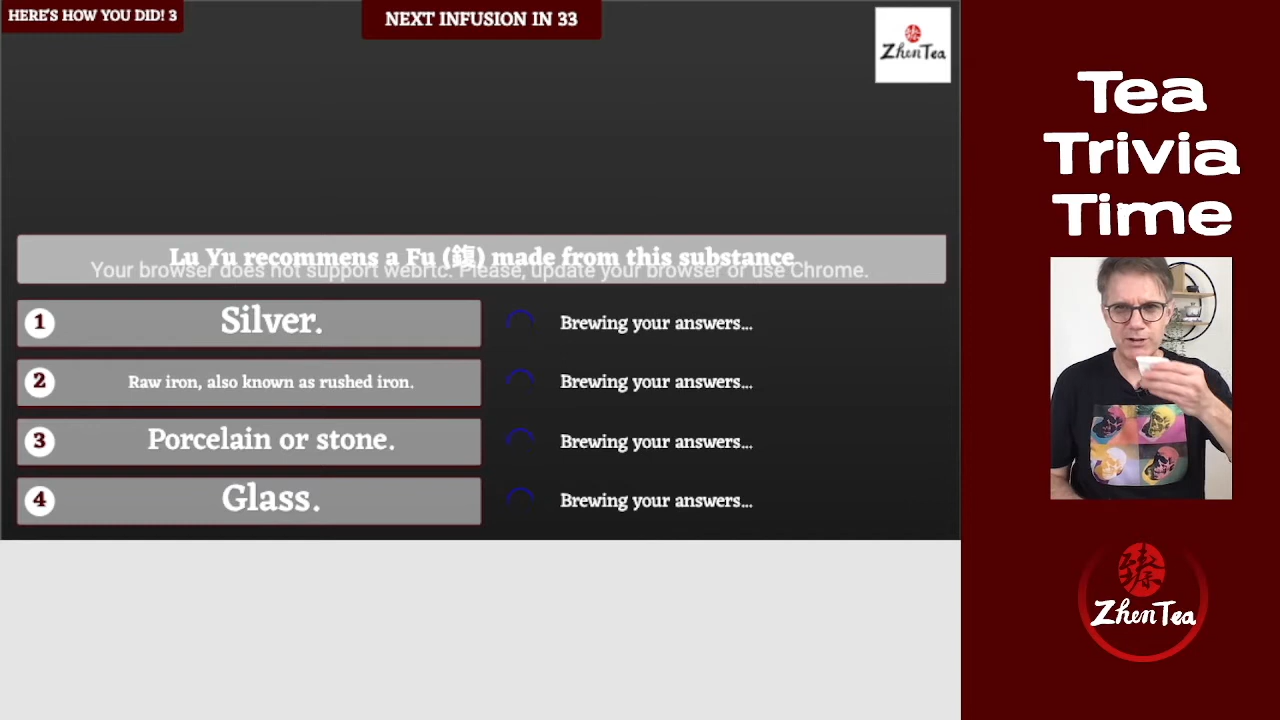 HERE'S HOW YOU DID! 3
NEXT INFUSION IN 33
ZhenTea
Lu Yu recommens a Fu (鍑) made from this substance
Your browser does not support webrtc. Please, update your browser or use Chrome.
1 Silver.
Brewing your answers...
2 Raw iron, also known as rushed iron.
Brewing your answers...
3 Porcelain or stone.
Brewing your answers...
4 Glass.
Brewing your answers...
Tea
Trivia
Time
臻
ZhenTea